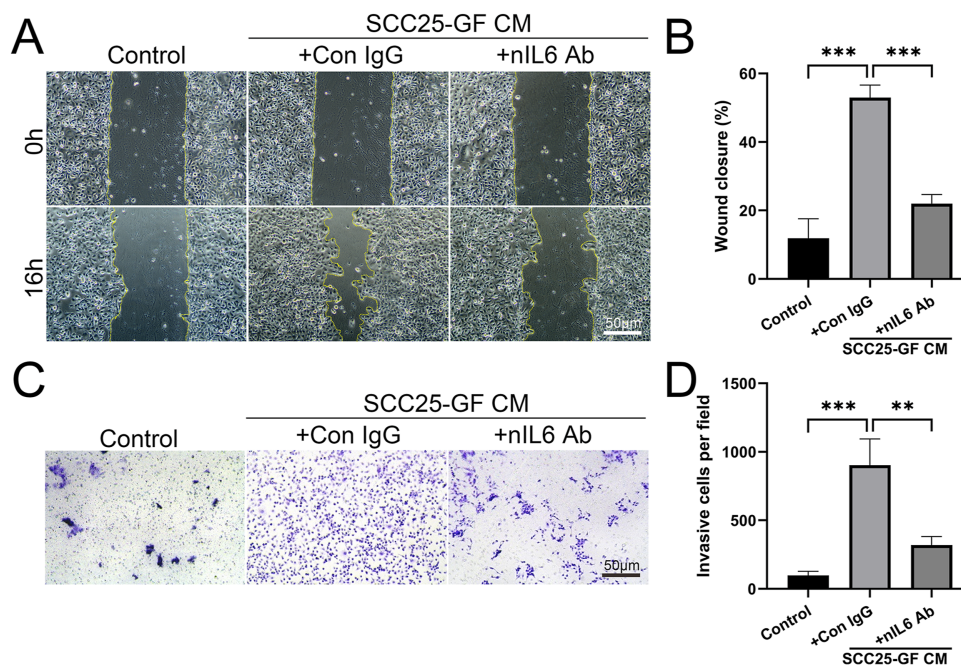 A
SCC25-GF CM
Control
+Con IgG
+nIL6 Ab
0h
16h
50μm
B
***
***
60
40
20
0
Wound closure (%)
Control
+Con IgG
+nIL6 Ab
SCC25-GF CM
C
SCC25-GF CM
Control
+Con IgG
+nIL6 Ab
50μm
D
***
**
1500
1000
500
0
Invasive cells per field
Control
+Con IgG
+nIL6 Ab
SCC25-GF CM